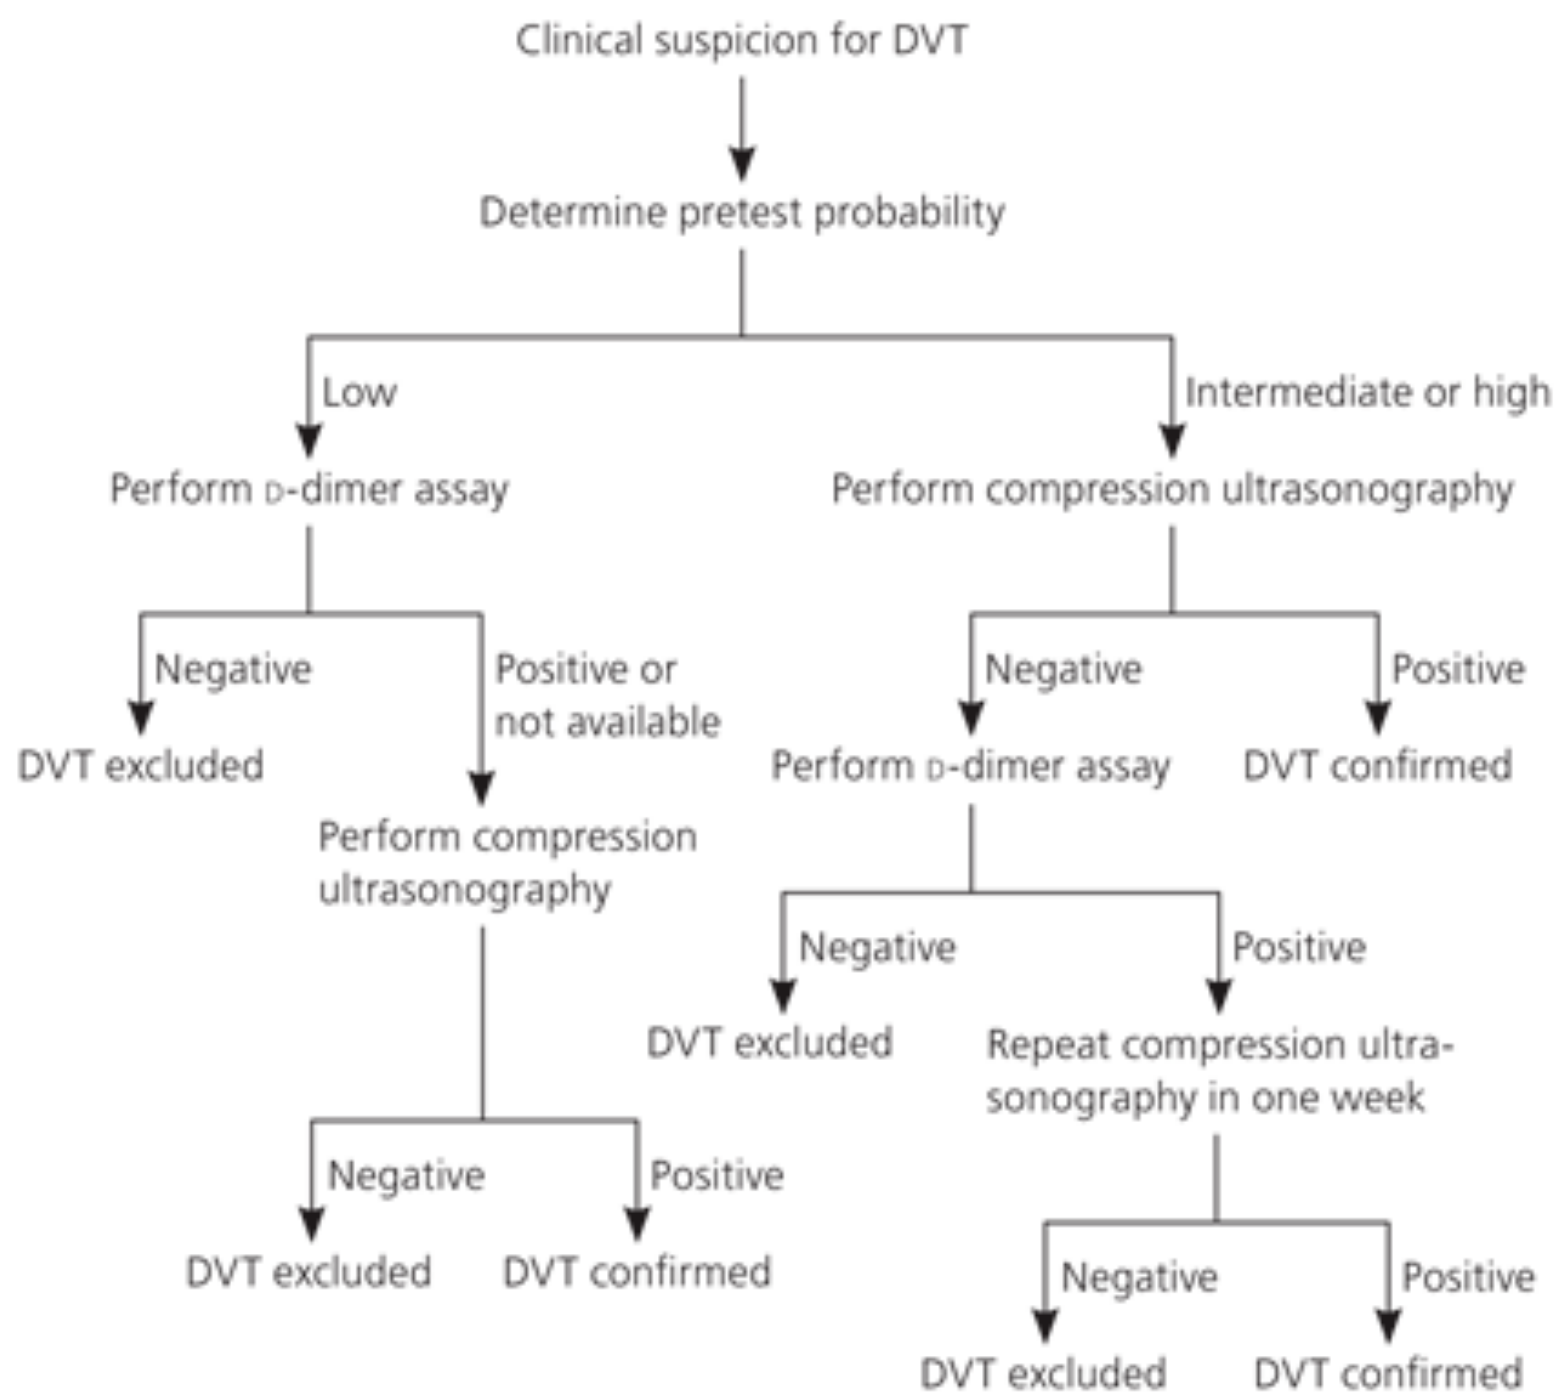 Clinical suspicion for DVT
Determine pretest probability
Low
Intermediate or high
Perform D-dimer assay
Perform compression ultrasonography
Negative
Positive or
not available
Negative
Positive
DVT excluded
Perform D-dimer assay
DVT confirmed
Perform compression
ultrasonography
Negative
Positive
DVT excluded
Repeat compression ultra-
sonography in one week
Negative
Positive
DVT excluded
DVT confirmed
Negative
Positive
DVT excluded
DVT confirmed